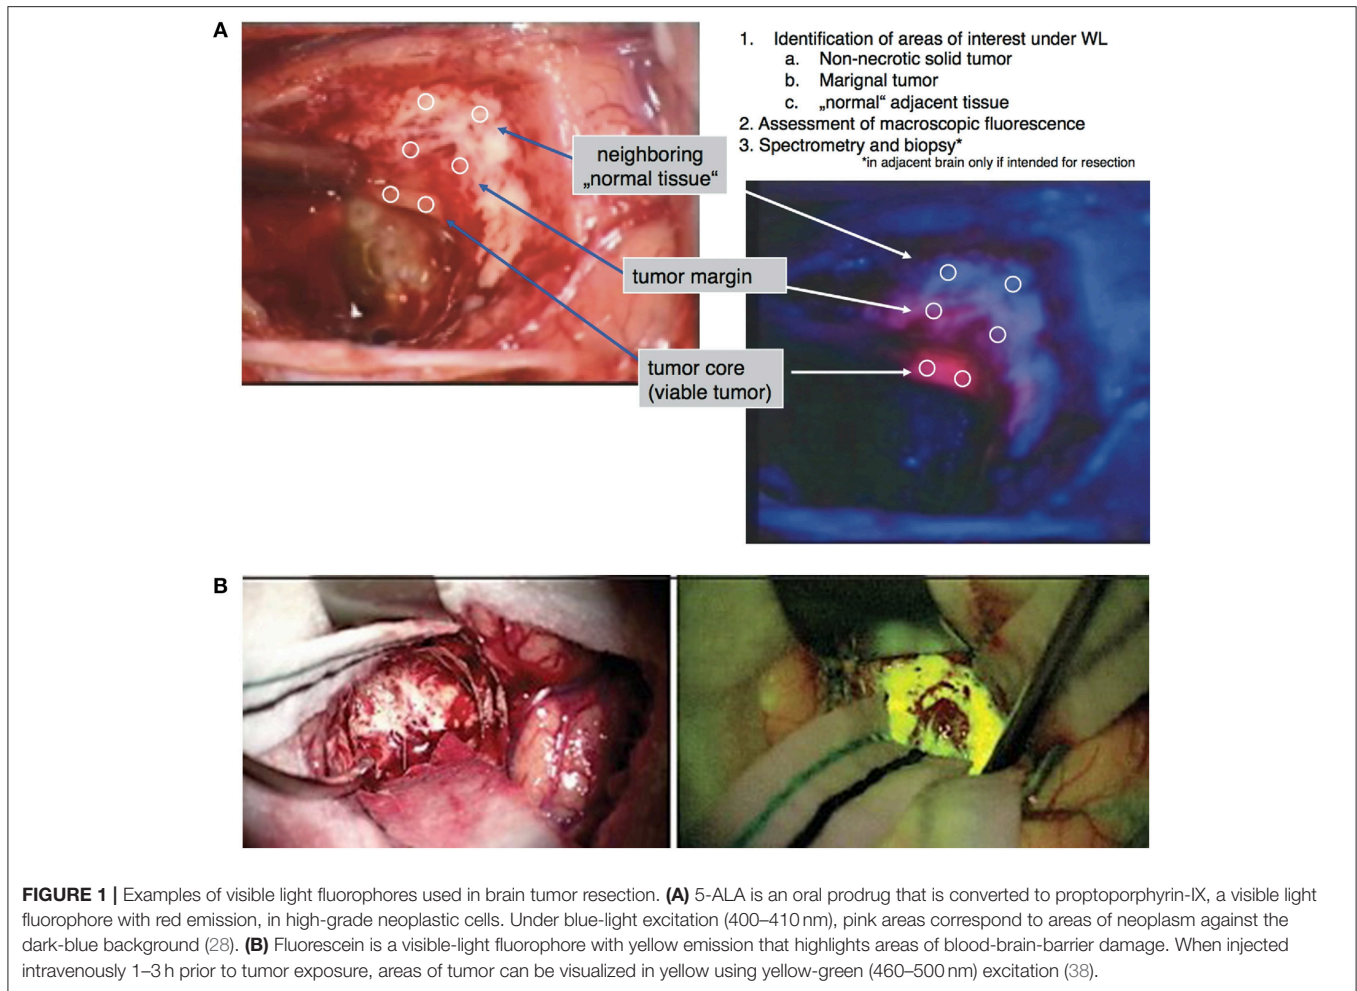 A
1. Identification of areas of interest under WL
a. Non-necrotic solid tumor
b. Marignal tumor
c. „normal“ adjacent tissue
2. Assessment of macroscopic fluorescence
3. Spectrometry and biopsy*
*in adjacent brain only if intended for resection
neighboring
„normal tissue“
tumor margin
tumor core
(viable tumor)
B
FIGURE 1 | Examples of visible light fluorophores used in brain tumor resection. (A) 5-ALA is an oral prodrug that is converted to proptoporphyrin-IX, a visible light
fluorophore with red emission, in high-grade neoplastic cells. Under blue-light excitation (400–410 nm), pink areas correspond to areas of neoplasm against the
dark-blue background (28). (B) Fluorescein is a visible-light fluorophore with yellow emission that highlights areas of blood-brain-barrier damage. When injected
intravenously 1–3 h prior to tumor exposure, areas of tumor can be visualized in yellow using yellow-green (460–500 nm) excitation (38).